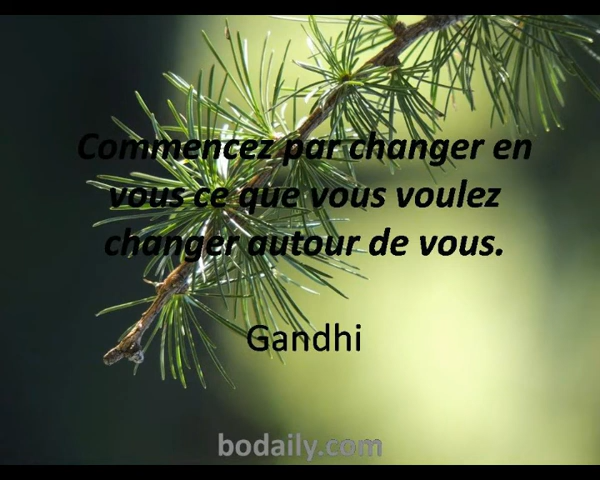 Commencez par changer en
vous ce que vous voulez
changer autour de vous.
Gandhi
bodaily.com